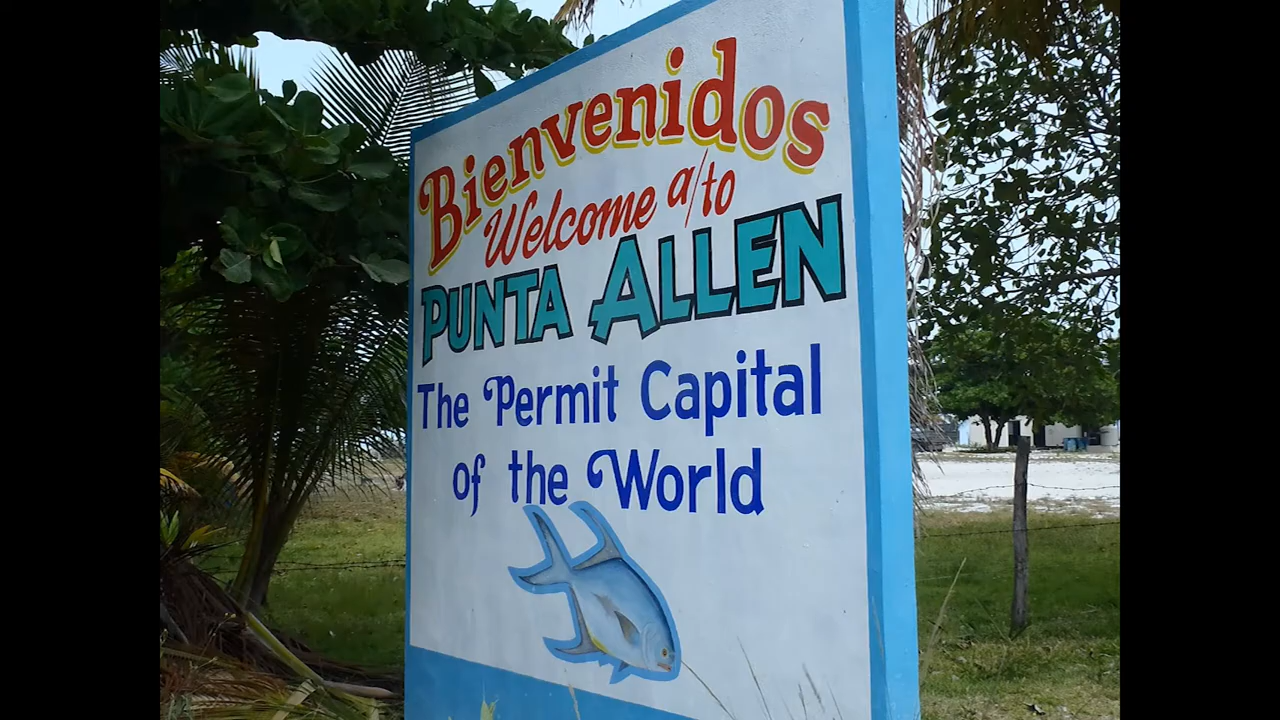 Bienvenidos
Welcome a/to
PUNTA ALLEN
The Permit Capital
of the World